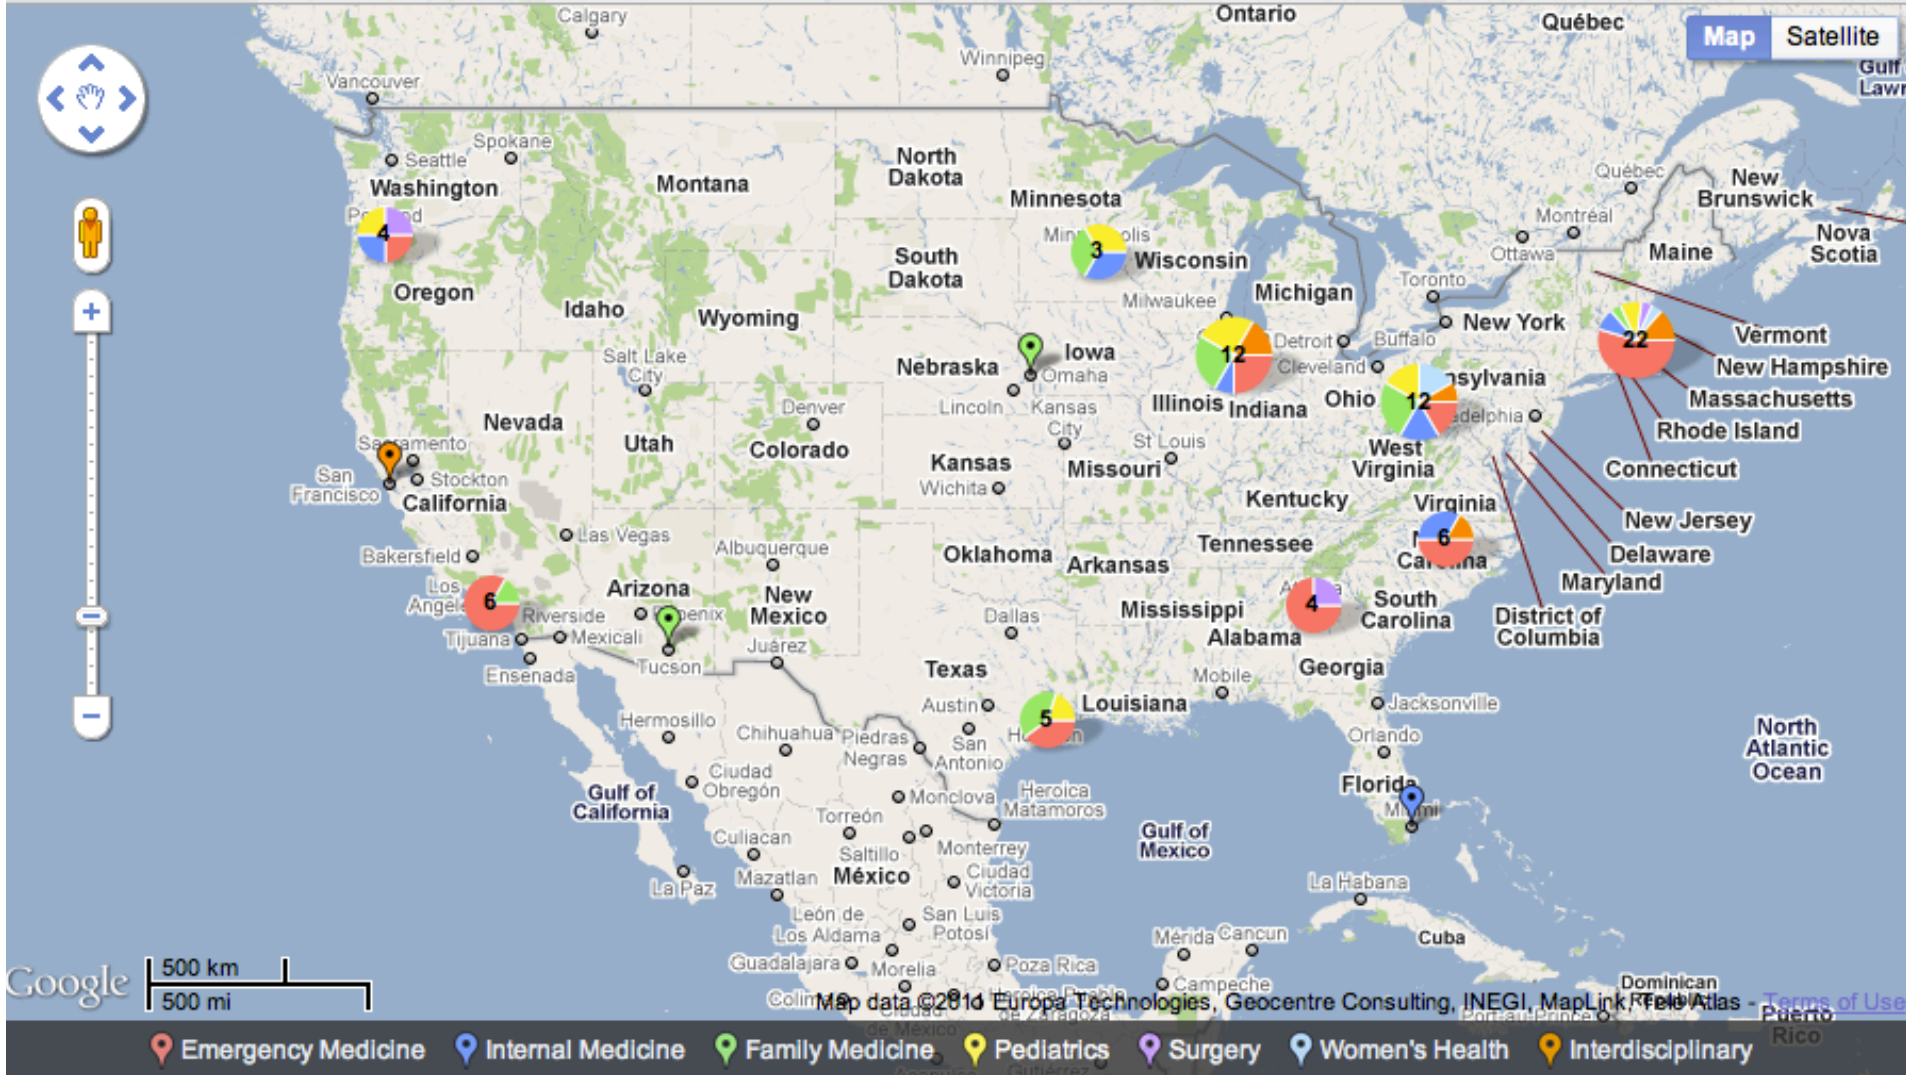 Calgary
Ontario
Québec
Map
Satellite
Winnipeg
Gulf
Vancouver
Spokane
Seattle
Washington
Montana
North
Dakota
Minnesota
Québec
New
Brunswick
Montréal
Ottawa
Nova
Scotia
Maine
4
3
South
Dakota
Wisconsin
Michigan
Toronto
Oregon
Idaho
Wyoming
Milwaukee
Detroit
Buffalo
New York
22
Vermont
12
Salt Lake
City
Nebraska
Iowa
Omaha
Cleveland
New Hampshire
Massachusetts
Lincoln
Kansas
City
Illinois
Indiana
Ohio
12
Rhode Island
Denver
Nevada
Utah
Colorado
St Louis
West
Virginia
Connecticut
San
Francisco
Stockton
California
Kansas
Wichita
Missouri
Kentucky
Virginia
New Jersey
Las Vegas
Bakersfield
Albuquerque
Oklahoma
Arkansas
Tennessee
6
Delaware
Maryland
Los
6
Arizona
New
Mexico
Riverside
Dallas
Mississippi
Alabama
4
South
Carolina
District of
Columbia
Tijuana
Mexicali
Tucson
Juárez
Ensenada
Texas
Georgia
Mobile
Austin
5
Louisiana
Jacksonville
Hermosillo
Chihuahua
Piedras
Negras
San
Antonio
Orlando
North
Atlantic
Ocean
Gulf of
California
Ciudad
Obregón
Monclova
Heroica
Matamoros
Florida
Torreón
Culiacan
Saltillo
Monterrey
Gulf of
Mexico
La Paz
Mazatlan
México
Ciudad
Victoria
La Habana
León de
Los Aldama
San Luis
Potosí
Mérida
Cancun
Cuba
Guadalajara
Morelia
Poza Rica
Campeche
Dominican
Google
500 km
500 mi
Map data ©2011 Europa Technologies, Geocentre Consulting, INEGI, MapLink, Tele Atlas - Terms of Use
Puerto
Rico
Emergency Medicine
Internal Medicine
Family Medicine
Pediatrics
Surgery
Women's Health
Interdisciplinary